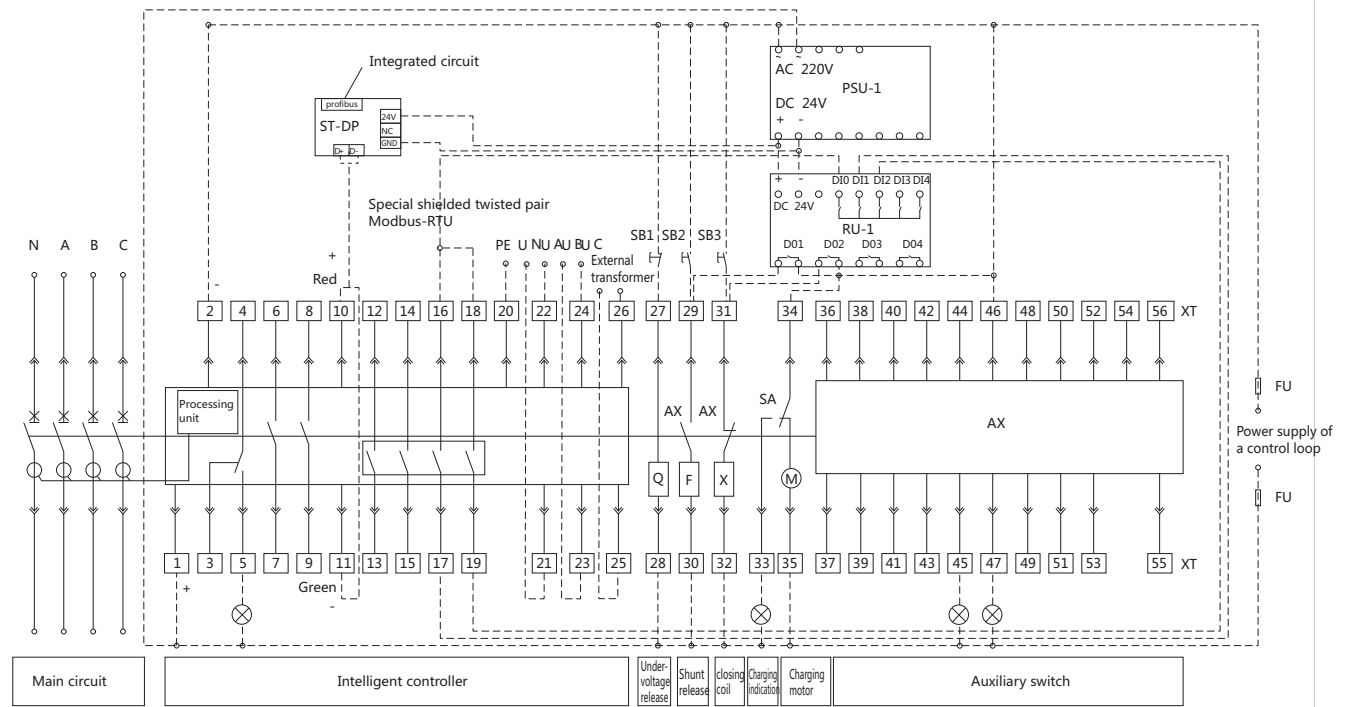 Integrated circuit
~ ~
AC 220V
PSU-1
DC 24V
+ -
profibus
ST-DP
24V
NC
GND
D+ D-
+ - DI0 DI1 DI2 DI3 DI4
DC 24V
RU-1
D01 D02 D03 D04
Special shielded twisted pair
Modbus-RTU
N A B C
+
Red
-
PE U N U A U B U C
External
transformer
SB1 SB2 SB3
2 4 6 8 10 12 14 16 18 20 22 24 26 27 29 31 34 36 38 40 42 44 46 48 50 52 54 56 XT
Processing
unit
AX AX SA
AX
FU
Power supply of
a control loop
FU
Q F X M
1 3 5 7 9 11 13 15 17 19 21 23 25 28 30 32 33 35 37 39 41 43 45 47 49 51 53 55 XT
+
Green
-
Main circuit
Intelligent controller
Under-
voltage
release
Shunt
release
closing
coil
Charging
indication
Charging
motor
Auxiliary switch